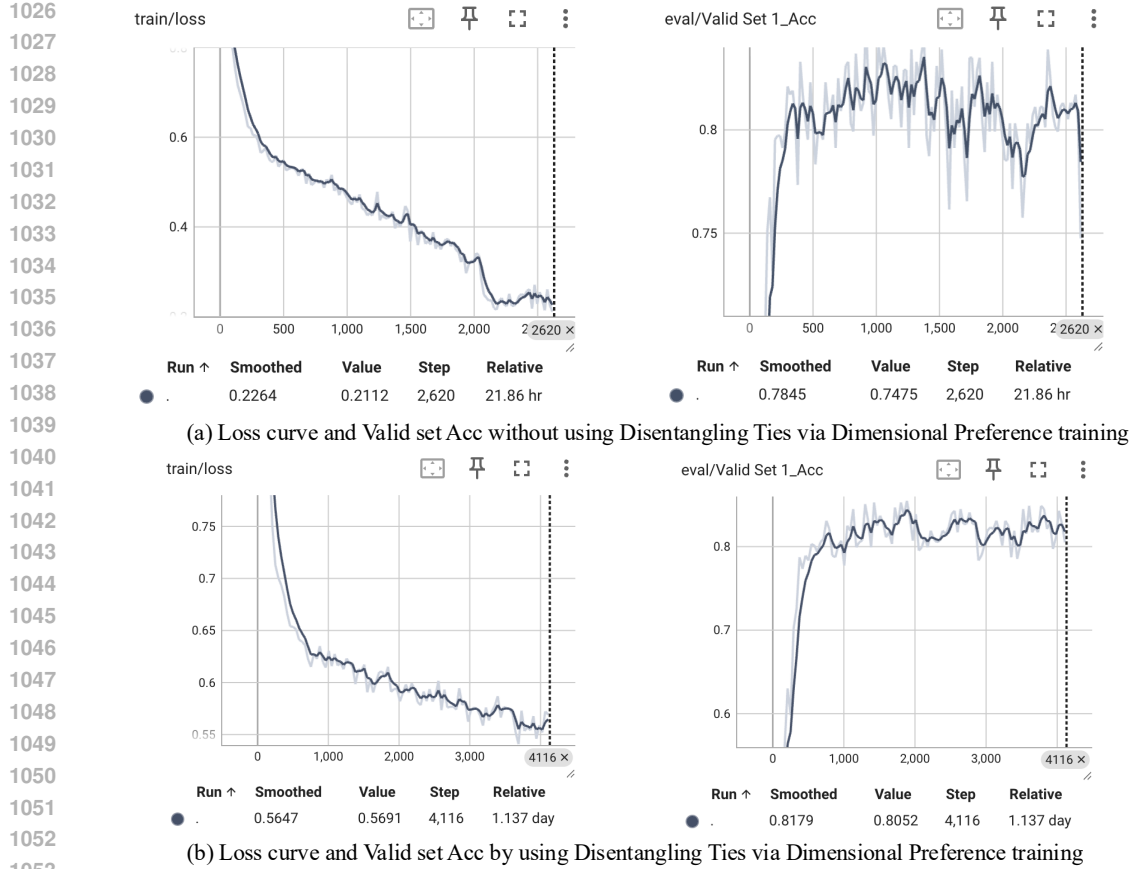 1026
1027
1028
1029
1030
1031
1032
1033
1034
1035
1036
1037
1038
1039
1040
1041
1042
1043
1044
1045
1046
1047
1048
1049
1050
1051
1052
train/loss
0.6
0.4
0 500 1,000 1,500 2,000 2 2620 ×
Run ↑ Smoothed Value Step Relative
. 0.2264 0.2112 2,620 21.86 hr
eval/Valid Set 1_Acc
0.8
0.75
0 500 1,000 1,500 2,000 2 2620 ×
Run ↑ Smoothed Value Step Relative
. 0.7845 0.7475 2,620 21.86 hr
(a) Loss curve and Valid set Acc without using Disentangling Ties via Dimensional Preference training
train/loss
0.75
0.7
0.65
0.6
0.55
0 1,000 2,000 3,000 4116 ×
Run ↑ Smoothed Value Step Relative
. 0.5647 0.5691 4,116 1.137 day
eval/Valid Set 1_Acc
0.8
0.7
0.6
0 1,000 2,000 3,000 4116 ×
Run ↑ Smoothed Value Step Relative
. 0.8179 0.8052 4,116 1.137 day
(b) Loss curve and Valid set Acc by using Disentangling Ties via Dimensional Preference training